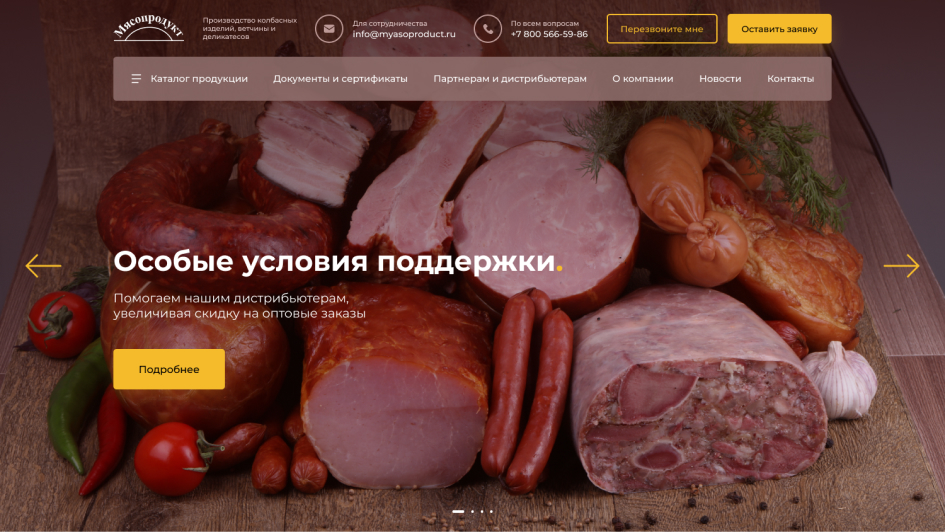 Мясопродукт
Производство колбасных
изделий, ветчины и
деликатесов
Для сотрудничества
info@myasoproduct.ru
По всем вопросам
+7 800 566-59-86
Перезвоните мне
Оставить заявку
Каталог продукции
Документы и сертификаты
Партнерам и дистрибьютерам
О компании
Новости
Контакты
Особые условия поддержки.
Помогаем нашим дистрибьютерам,
увеличивая скидку на оптовые заказы
Подробнее